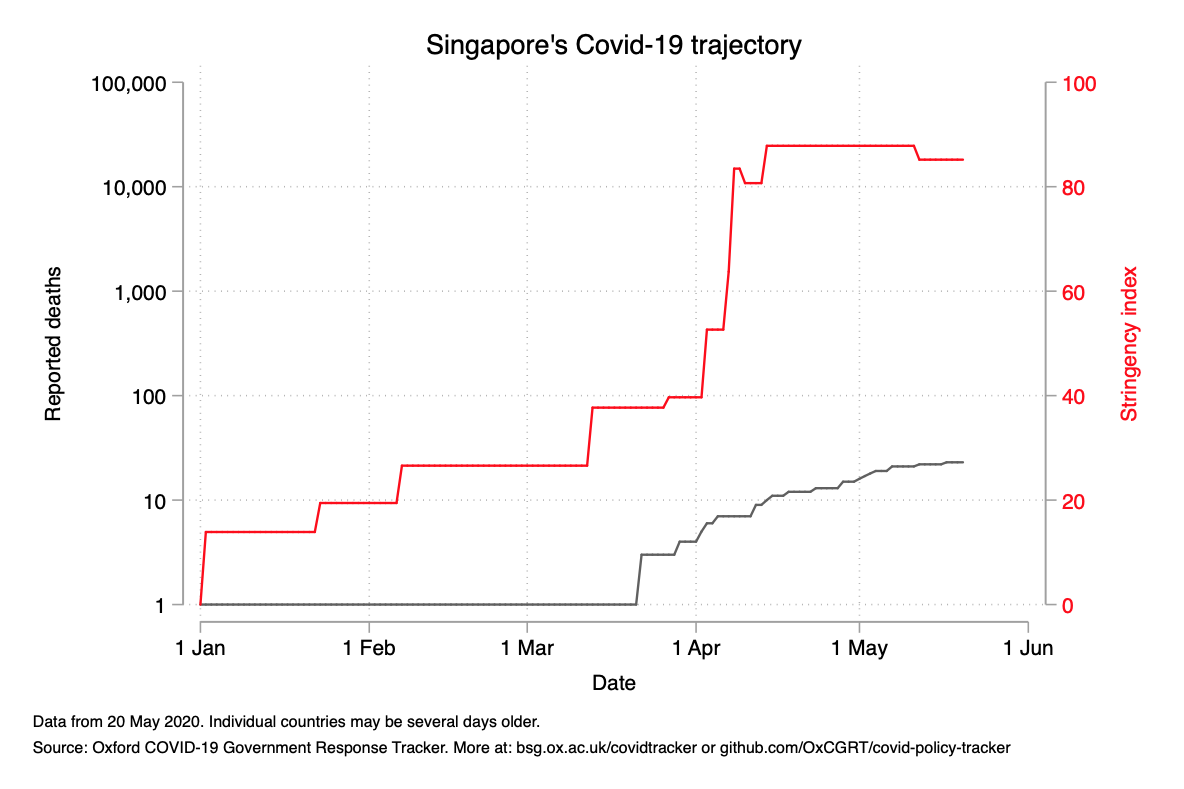 Singapore's Covid-19 trajectory
100,000
10,000
1,000
100
10
1
Reported deaths
100
80
60
40
20
0
Stringency index
1 Jan 1 Feb 1 Mar 1 Apr 1 May 1 Jun
Date
Data from 20 May 2020. Individual countries may be several days older.
Source: Oxford COVID-19 Government Response Tracker. More at: bsg.ox.ac.uk/covidtracker or github.com/OxCGRT/covid-policy-tracker